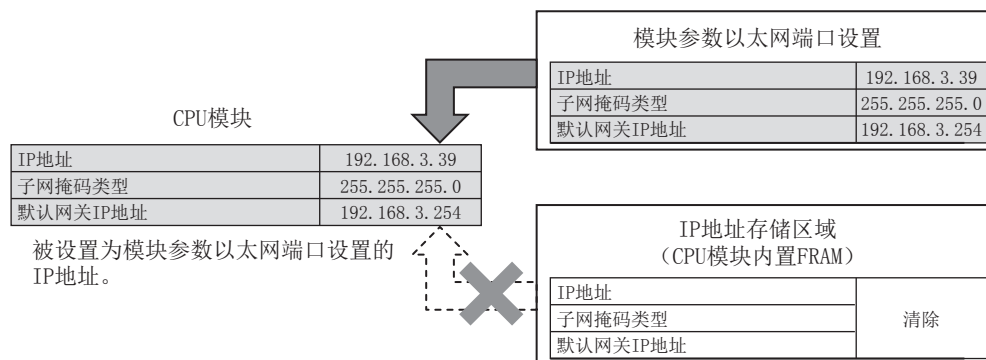 模块参数以太网端口设置
IP地址 192.168.3.39
子网掩码类型 255.255.255.0
默认网关IP地址 192.168.3.254
CPU模块
IP地址 192.168.3.39
子网掩码类型 255.255.255.0
默认网关IP地址 192.168.3.254
被设置为模块参数以太网端口设置的
IP地址。
IP地址存储区域
（CPU模块内置FRAM）
IP地址
子网掩码类型 清除
默认网关IP地址